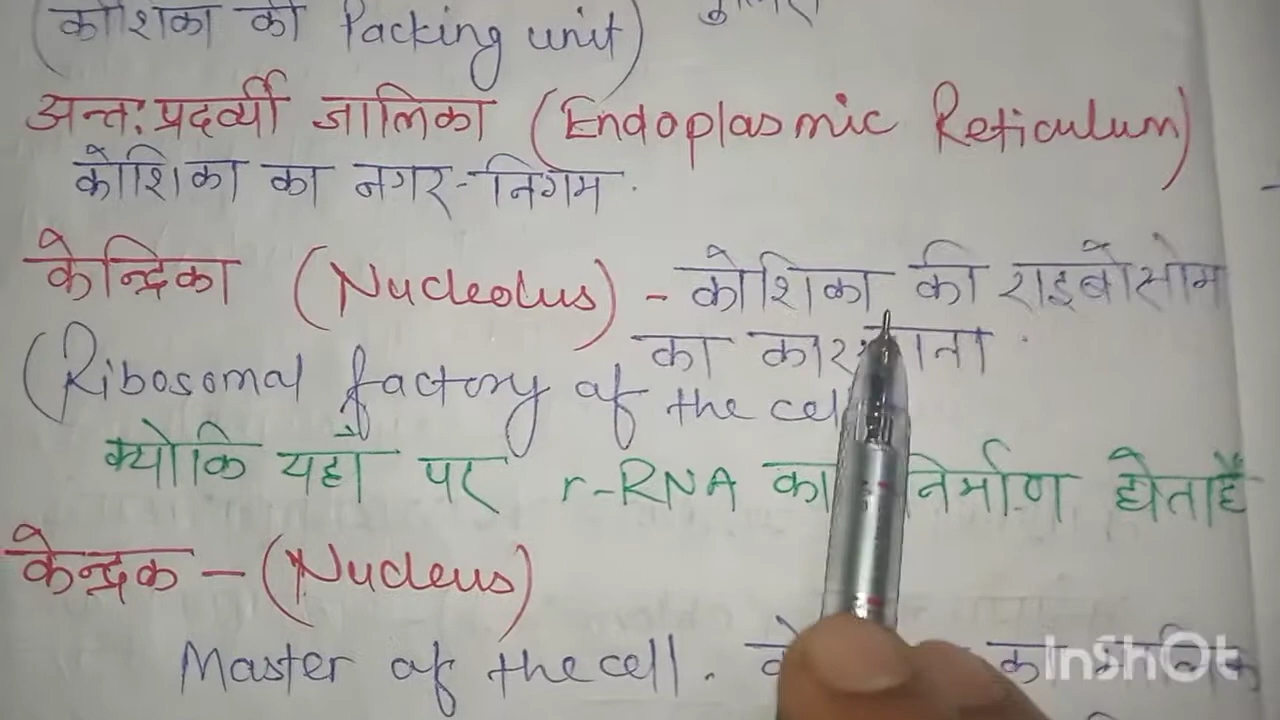 (कोशिका की Packing unit)
अन्तः प्रदर्व्यी जालिका (Endoplasmic Reticulum)
कोशिका का नगर-निगम.
केन्द्रिका (Nucleolus) - कोशिका की राइबोसोम
का
(Ribosomal factory of the cell
क्योकि यहाँ पर r-RNA का निर्माण होता है
केन्द्रक - (Nucleus)
Master of the cell. का
InShOt